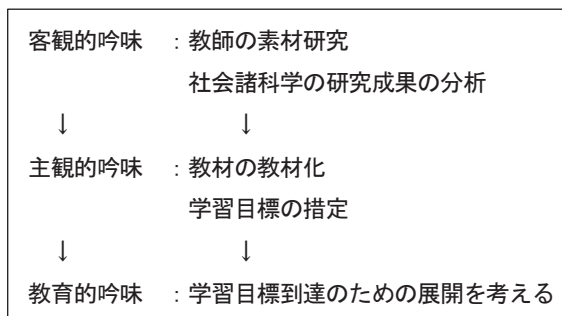 客観的吟味　：教師の素材研究
社会諸科学の研究成果の分析
↓　↓
主観的吟味　：教材の教材化
学習目標の措定
↓　↓
教育的吟味　：学習目標到達のための展開を考える